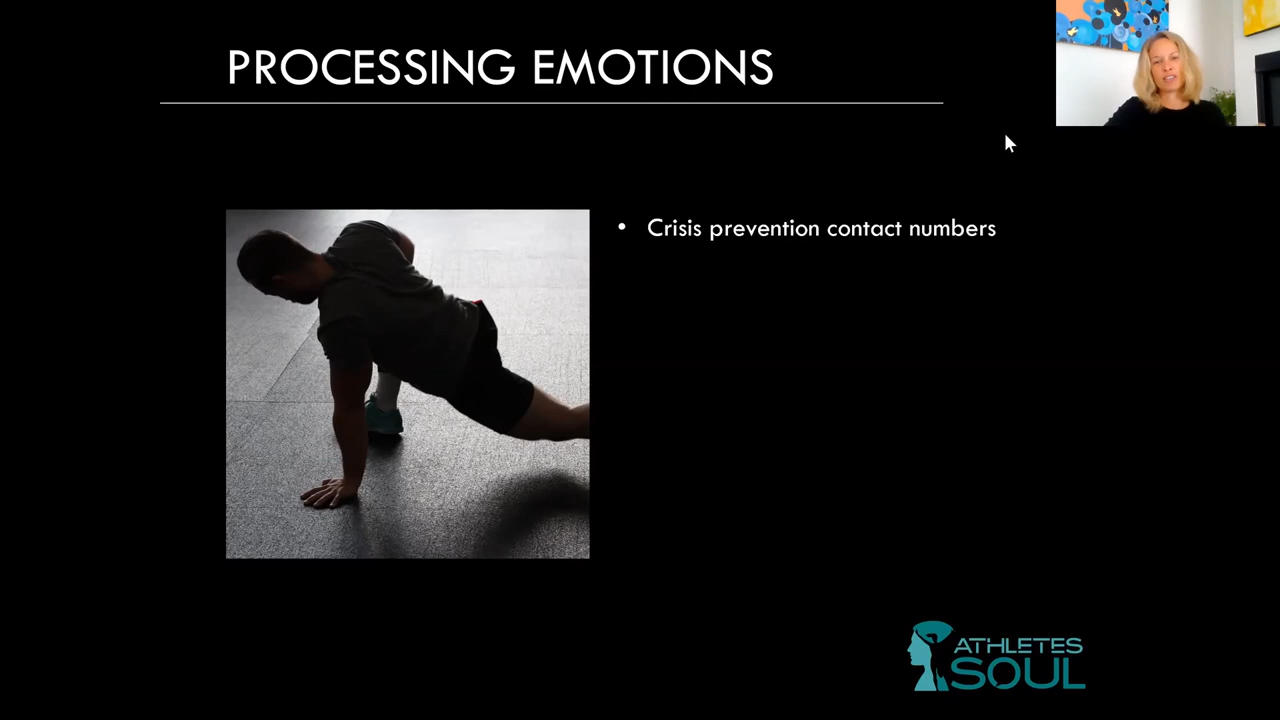 PROCESSING EMOTIONS
• Crisis prevention contact numbers
ATHLETES
SOUL